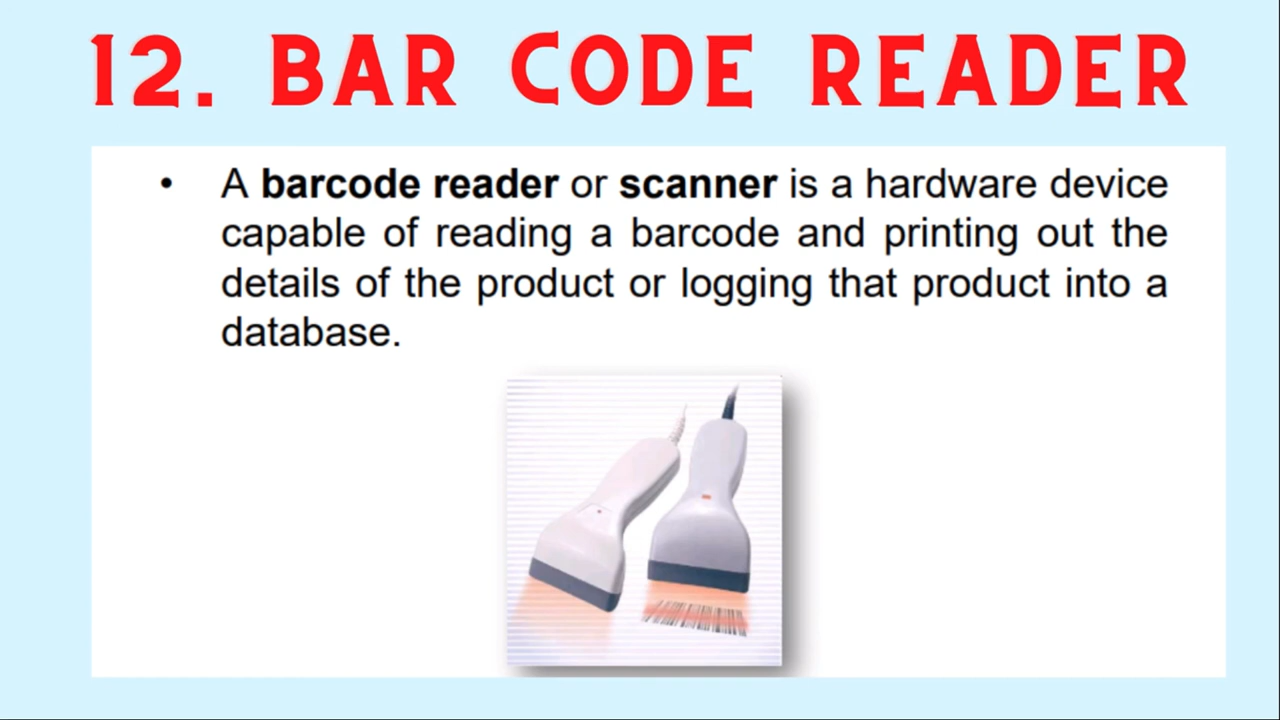 12. BAR CODE READER
• A barcode reader or scanner is a hardware device
capable of reading a barcode and printing out the
details of the product or logging that product into a
database.